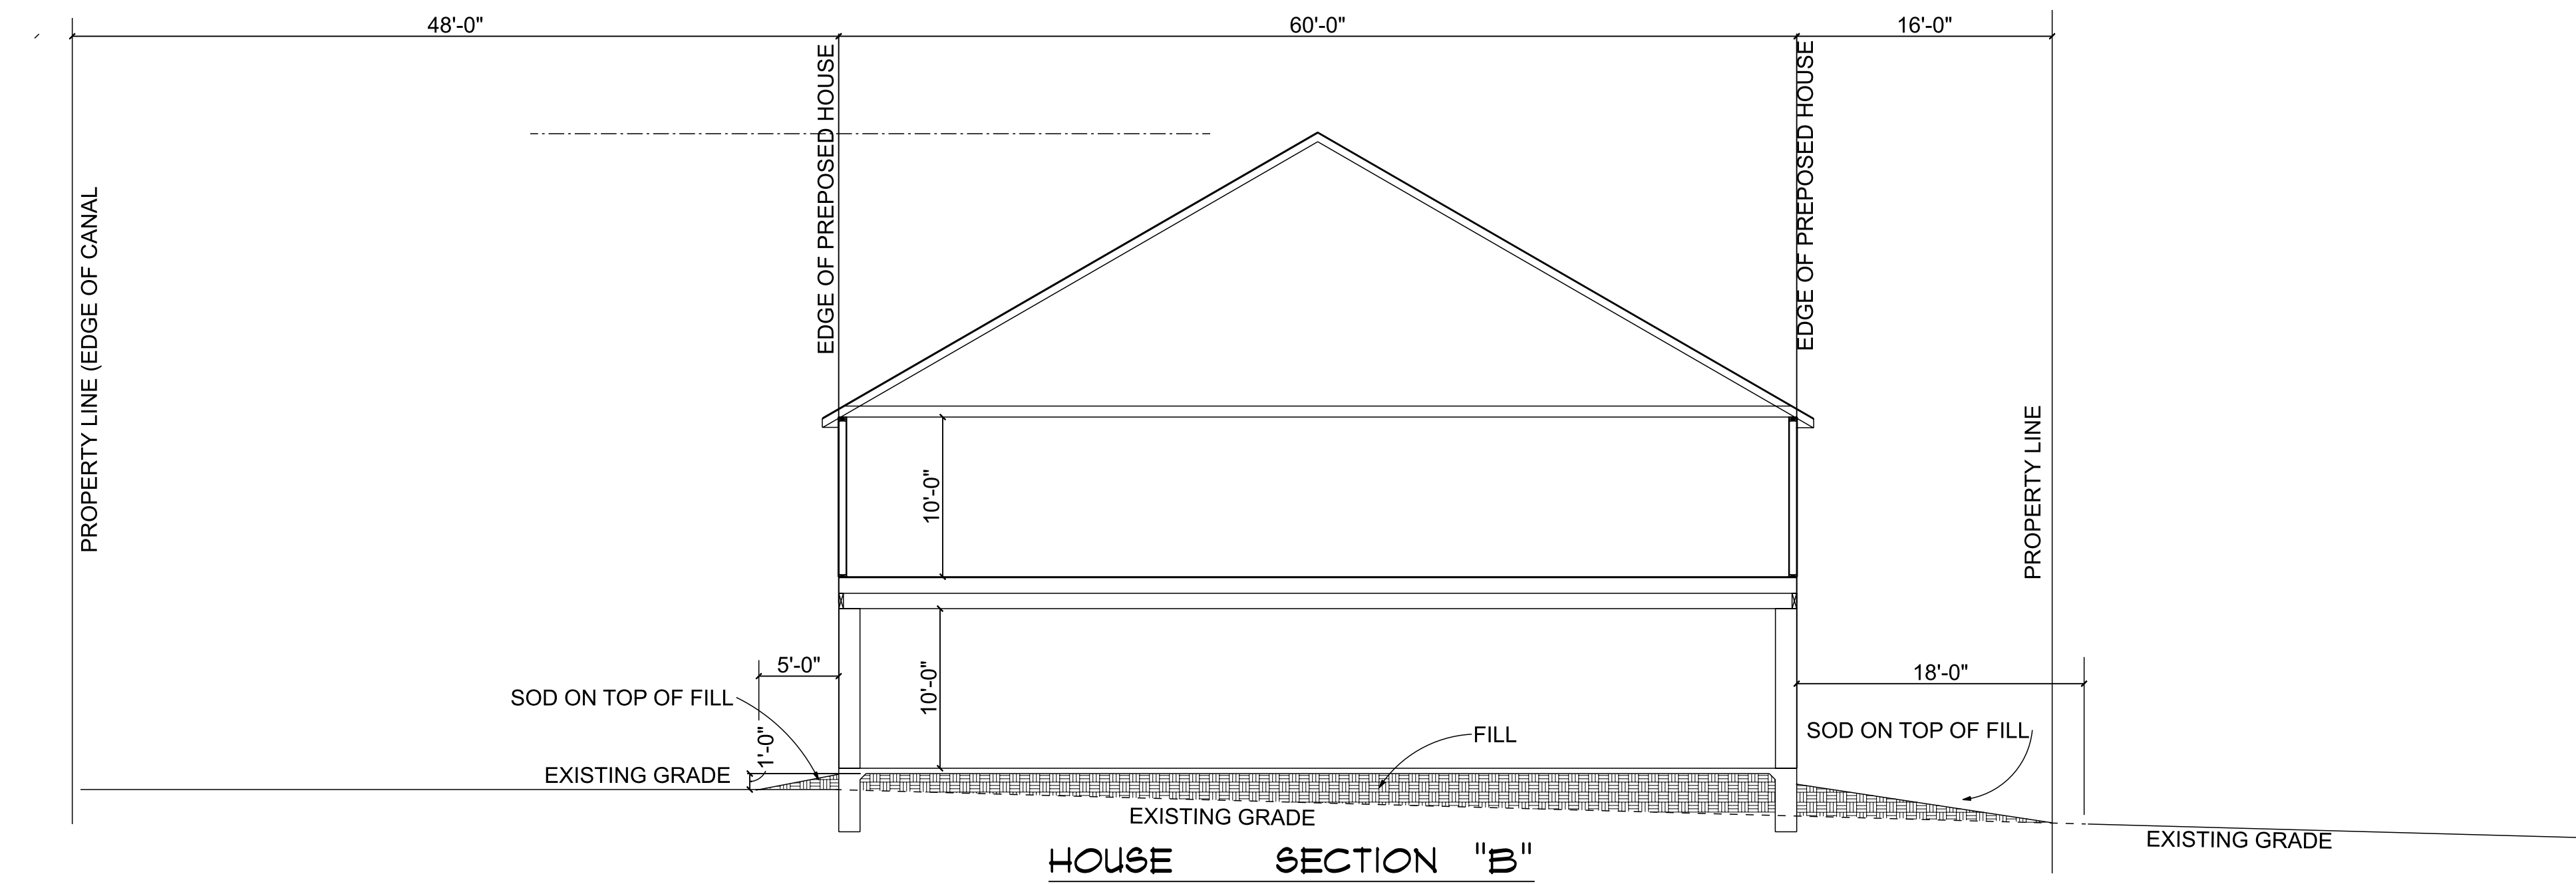 48'-0"
60'-0"
16'-0"
PROPERTY LINE (EDGE OF CANAL
EDGE OF PREPOSED HOUSE
EDGE OF PREPOSED HOUSE
PROPERTY LINE
10'-0"
10'-0"
5'-0"
18'-0"
SOD ON TOP OF FILL
1'-0"
FILL
SOD ON TOP OF FILL
EXISTING GRADE
EXISTING GRADE
EXISTING GRADE
HOUSE SECTION "B"